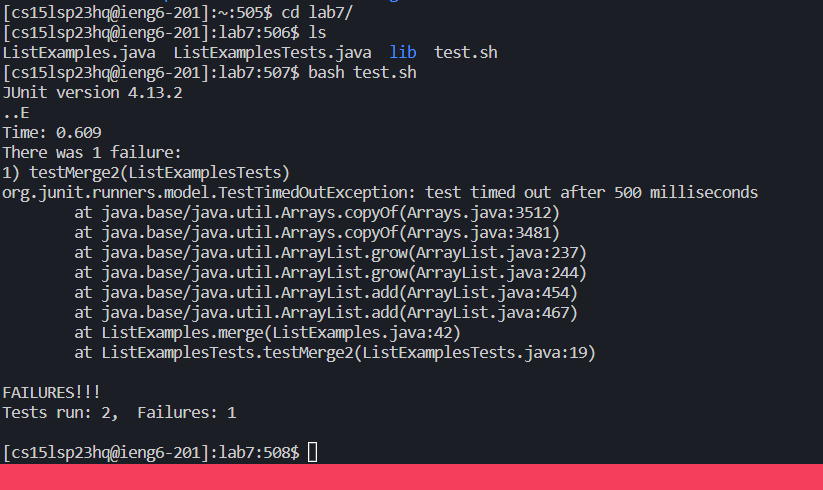 [cs15lsp23hq@ieng6-201]:~:505$ cd lab7/
[cs15lsp23hq@ieng6-201]:lab7:506$ ls
ListExamples.java  ListExamplesTests.java  lib  test.sh
[cs15lsp23hq@ieng6-201]:lab7:507$ bash test.sh
JUnit version 4.13.2
..E
Time: 0.609
There was 1 failure:
1) testMerge2(ListExamplesTests)
org.junit.runners.model.TestTimedOutException: test timed out after 500 milliseconds
        at java.base/java.util.Arrays.copyOf(Arrays.java:3512)
        at java.base/java.util.Arrays.copyOf(Arrays.java:3481)
        at java.base/java.util.ArrayList.grow(ArrayList.java:237)
        at java.base/java.util.ArrayList.grow(ArrayList.java:244)
        at java.base/java.util.ArrayList.add(ArrayList.java:454)
        at java.base/java.util.ArrayList.add(ArrayList.java:467)
        at ListExamples.merge(ListExamples.java:42)
        at ListExamplesTests.testMerge2(ListExamplesTests.java:19)
FAILURES!!!
Tests run: 2,  Failures: 1
[cs15lsp23hq@ieng6-201]:lab7:508$